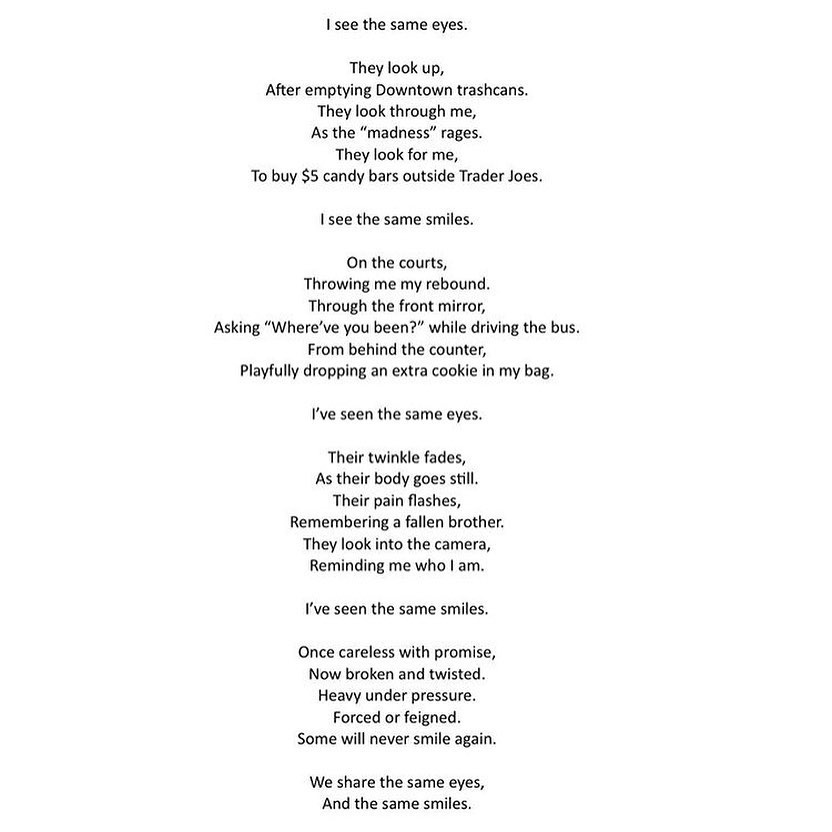 I see the same eyes.
They look up,
After emptying Downtown trashcans.
They look through me,
As the “madness” rages.
They look for me,
To buy $5 candy bars outside Trader Joes.
I see the same smiles.
On the courts,
Throwing me my rebound.
Through the front mirror,
Asking “Where’ve you been?” while driving the bus.
From behind the counter,
Playfully dropping an extra cookie in my bag.
I’ve seen the same eyes.
Their twinkle fades,
As their body goes still.
Their pain flashes,
Remembering a fallen brother.
They look into the camera,
Reminding me who I am.
I’ve seen the same smiles.
Once careless with promise,
Now broken and twisted.
Heavy under pressure.
Forced or feigned.
Some will never smile again.
We share the same eyes,
And the same smiles.